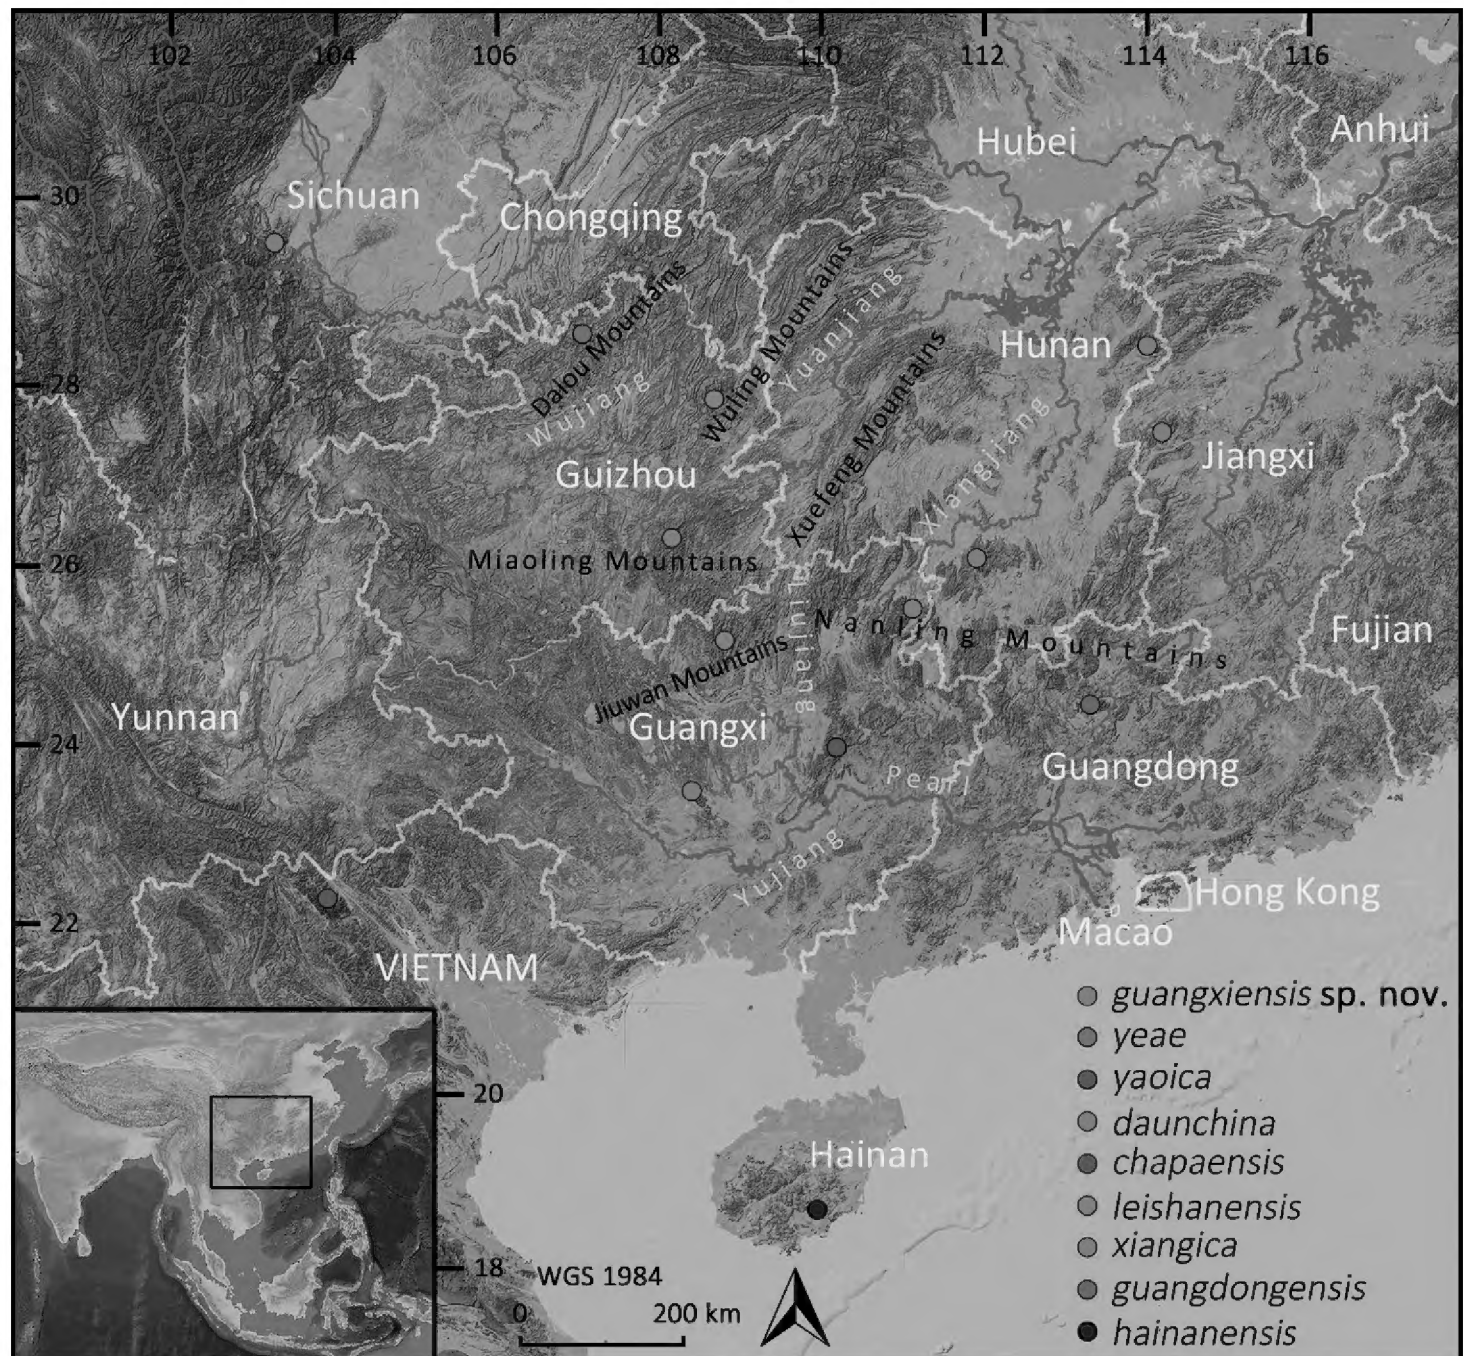 102 104 106 108 110 112 114 116
Hubei
Anhui
30
Sichuan
Chongqing
Dalou Mountains
Wuling Mountains
Yuanjiang
Hunan
28
Wujiang
Xuefeng Mountains
Xiangjiang
Jiangxi
Guizhou
26
Miaoling Mountains
Liujiang
Nanling Mountains
Fujian
Jiuwan Mountains
Yunnan
Guangxi
24
Guangdong
Pearl
Yujiang
Hong Kong
22
Macao
VIETNAM
guangxiensis sp. nov.
yeae
yaoica
20
daunchina
Hainan
chapaensis
leishanensis
xiangica
18
WGS 1984
guangdongensis
0 200 km
hainanensis